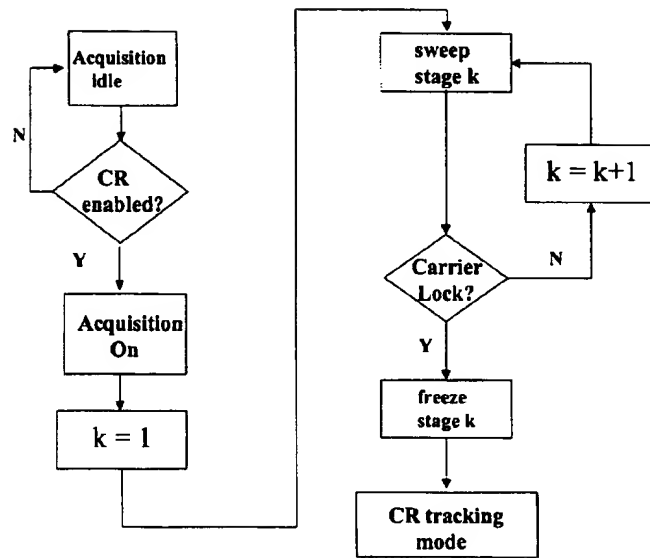 Acquisition
idle
N
CR
enabled?
Y
Acquisition
On
k = 1
sweep
stage k
k = k+1
Carrier
Lock?
N
Y
freeze
stage k
CR tracking
mode